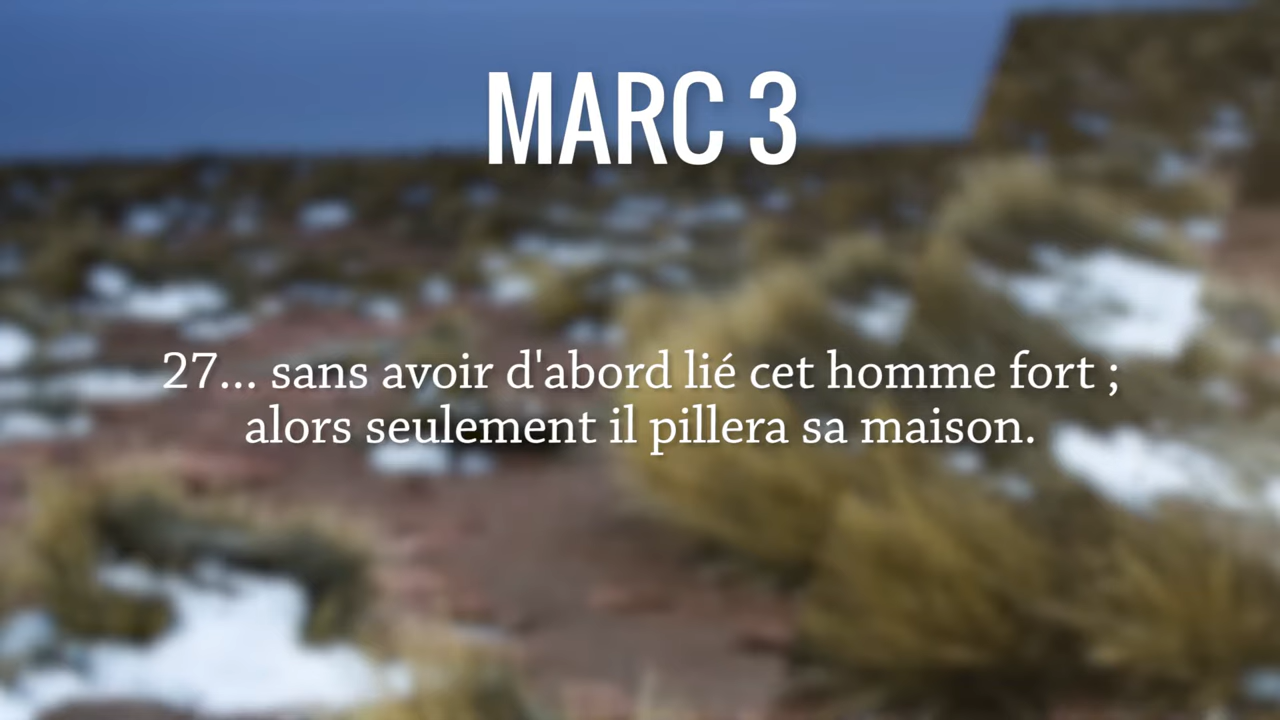 MARC 3
27... sans avoir d'abord lié cet homme fort ;
alors seulement il pillera sa maison.